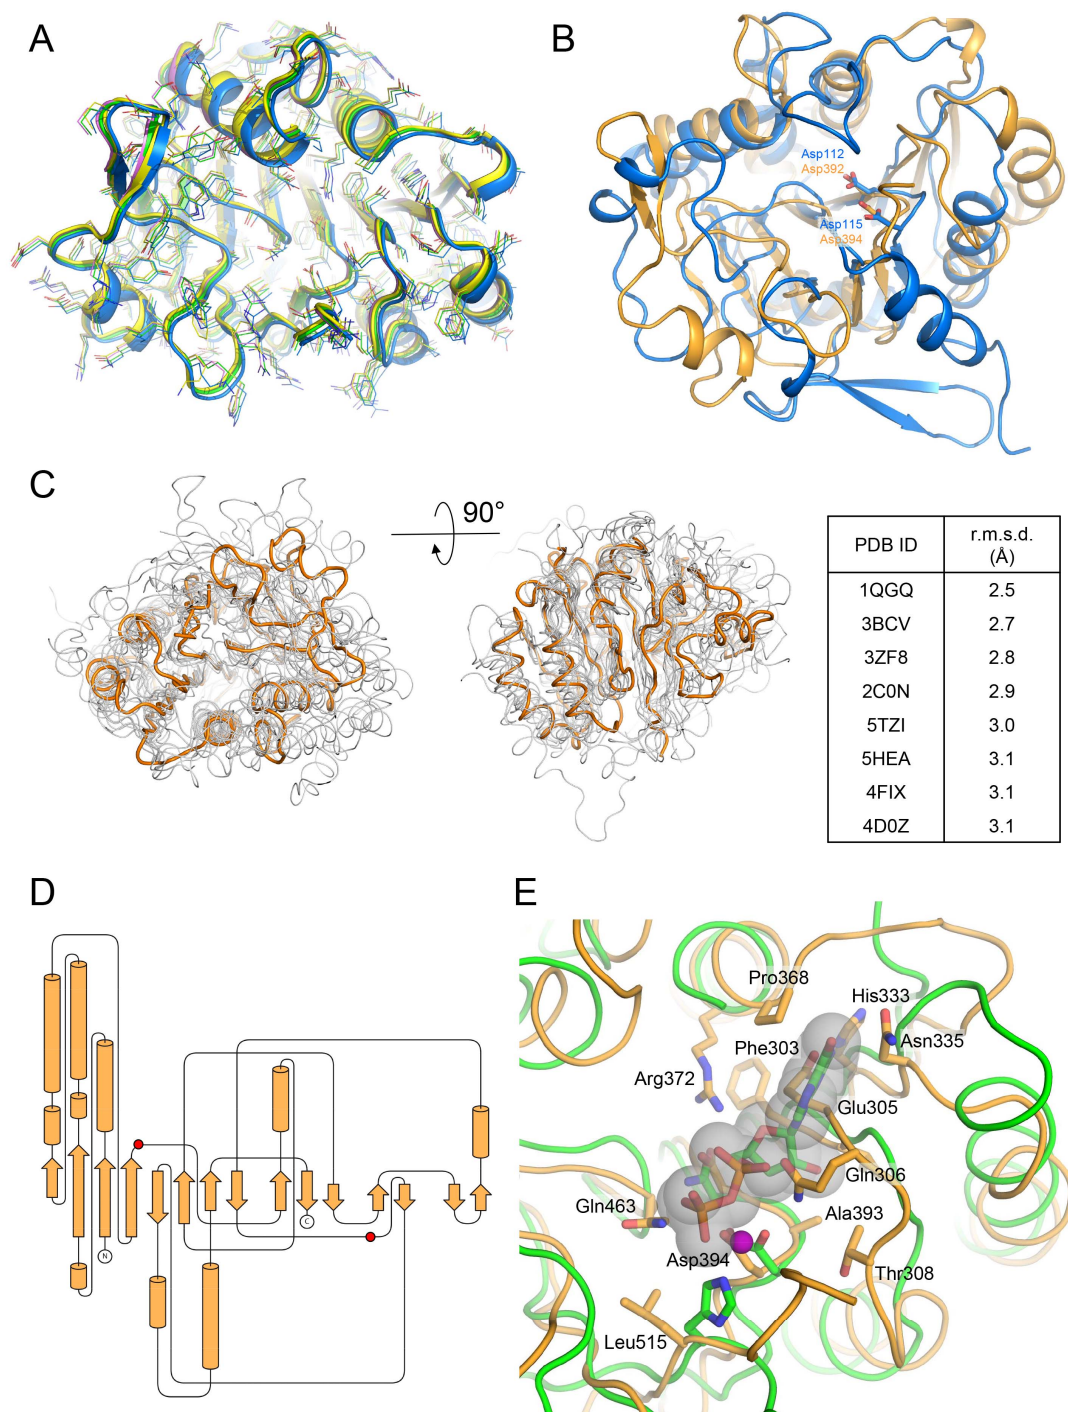 A
B
Asp112
Asp392
Asp115
Asp394
C
90°
PDB ID r.m.s.d. (Å)
1QGQ 2.5
3BCV 2.7
3ZF8 2.8
2C0N 2.9
5TZI 3.0
5HEA 3.1
4FIX 3.1
4D0Z 3.1
D
N
C
E
Pro368
His333
Asn335
Phe303
Arg372
Glu305
Gln306
Gln463
Ala393
Asp394
Thr308
Leu515